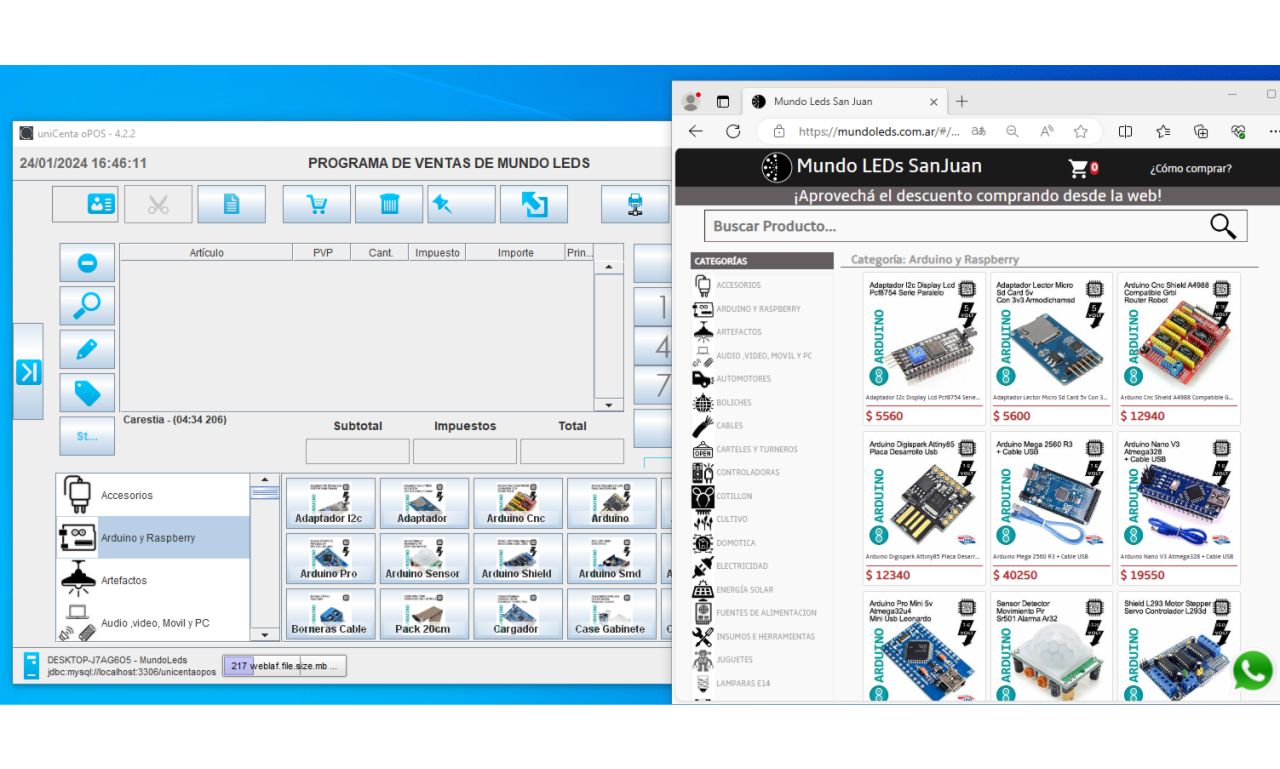 uniCenta oPOS - 4.2.2
24/01/2024 16:46:11
PROGRAMA DE VENTAS DE MUNDO LEDS
Artículo PVP Cant. Impuesto Importe Prin...
1
4
7
St...
Carestia - (04:34 206)
Subtotal Impuestos Total
Accesorios
Arduino y Raspberry
Artefactos
Audio ,video, Movil y PC
Adaptador I2c Adaptador Arduino Cnc Arduino
Arduino Pro Arduino Sensor Arduino Shield Arduino Smd
Borneras Cable Pack 20cm Cargador Case Gabinete
DESKTOP-J7AG6O5 - MundoLeds
jdbc:mysql://localhost:3306/unicentaopos
217 weblaf.file.size.mb ...
Mundo Leds San Juan
https://mundoleds.com.ar/#/...
Mundo LEDs SanJuan
0
¿Cómo comprar?
¡Aprovechá el descuento comprando desde la web!
Buscar Producto...
CATEGORÍAS
ACCESORIOS
ARDUINO Y RASPBERRY
ARTEFACTOS
AUDIO ,VIDEO, MOVIL Y PC
AUTOMOTORES
BOLICHES
CABLES
OPEN
CARTELES Y TURNEROS
CONTROLADORAS
COTILLON
CULTIVO
DOMOTICA
ELECTRICIDAD
ENERGÍA SOLAR
FUENTES DE ALIMENTACION
INSUMOS E HERRAMIENTAS
JUGUETES
LAMPARAS E14
Categoría: Arduino y Raspberry
Adaptador I2c Display Lcd
Pcf8754 Serie Paralelo
5
VOLT
ARDUINO
Adaptador I2c Display Lcd Pcf8754 Serie...
$ 5560
Adaptador Lector Micro
Sd Card 5v
Con 3v3 Armodichamsd
5
VOLT
ARDUINO
Adaptador Lector Micro Sd Card 5v Con 3...
$ 5600
Arduino Cnc Shield A4988
Compatible Grbl
Router Robot
ARDUINO
Arduino Cnc Shield A4988 Compatible G...
$ 12940
Arduino Digispark Attiny85
Placa Desarrollo Usb
VOLT
ARDUINO
Arduino Digispark Attiny85 Placa Desarr...
$ 12340
Arduino Mega 2560 R3
+ Cable USB
VOLT
ARDUINO
Arduino Mega 2560 R3 + Cable USB
$ 40250
Arduino Nano V3
Atmega328
+ Cable USB
VOLT
ARDUINO
Arduino Nano V3 Atmega328 + Cable USB
$ 19550
Arduino Pro Mini 5v
Atmega32u4
Mini Usb Leonardo
VOLT
ARDUINO
Sensor Detector
Movimiento Pir
Sr501 Alarma Ar32
VOLT
ARDUINO
Shield L293 Motor Stepper
Servo Controlador L293d
VOLT
ARDUINO